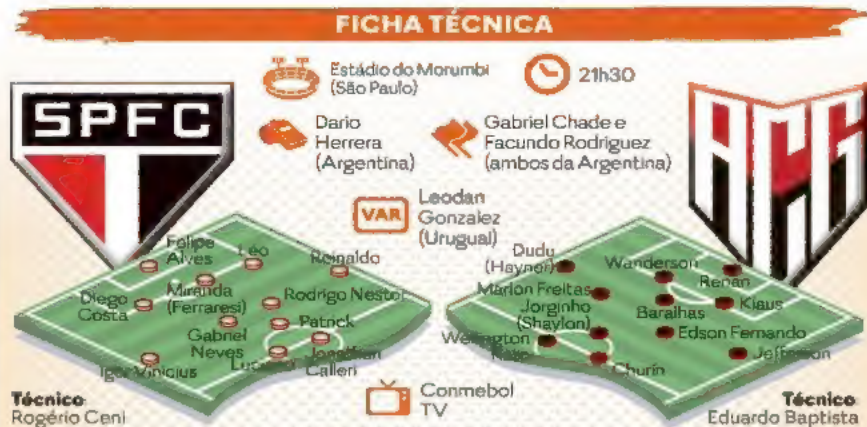 FICHA TÉCNICA
Estádio do Morumbi
(São Paulo)
21h30
SPFC
ACG
Dario
Herrera
(Argentina)
Gabriel Chade e
Facundo Rodriguez
(ambos da Argentina)
VAR
Leodan
Gonzalez
(Uruguai)
Felipe
Alves
Léo
Reinaldo
Diego
Costa
Miranda
(Ferraresi)
Rodrigo Nestor
Gabriel
Neves
Patrick
Igor Vinicius
Luciano
Jonathan
Calleri
Dudu
(Hayner)
Wanderson
Renan
Marlon Freitas
Jorginho
(Shaylon)
Baralhas
Klaus
Wellington
Edson Fernando
Churín
Jefferson
Técnico
Rogério Ceni
Conmebol
TV
Técnico
Eduardo Baptista